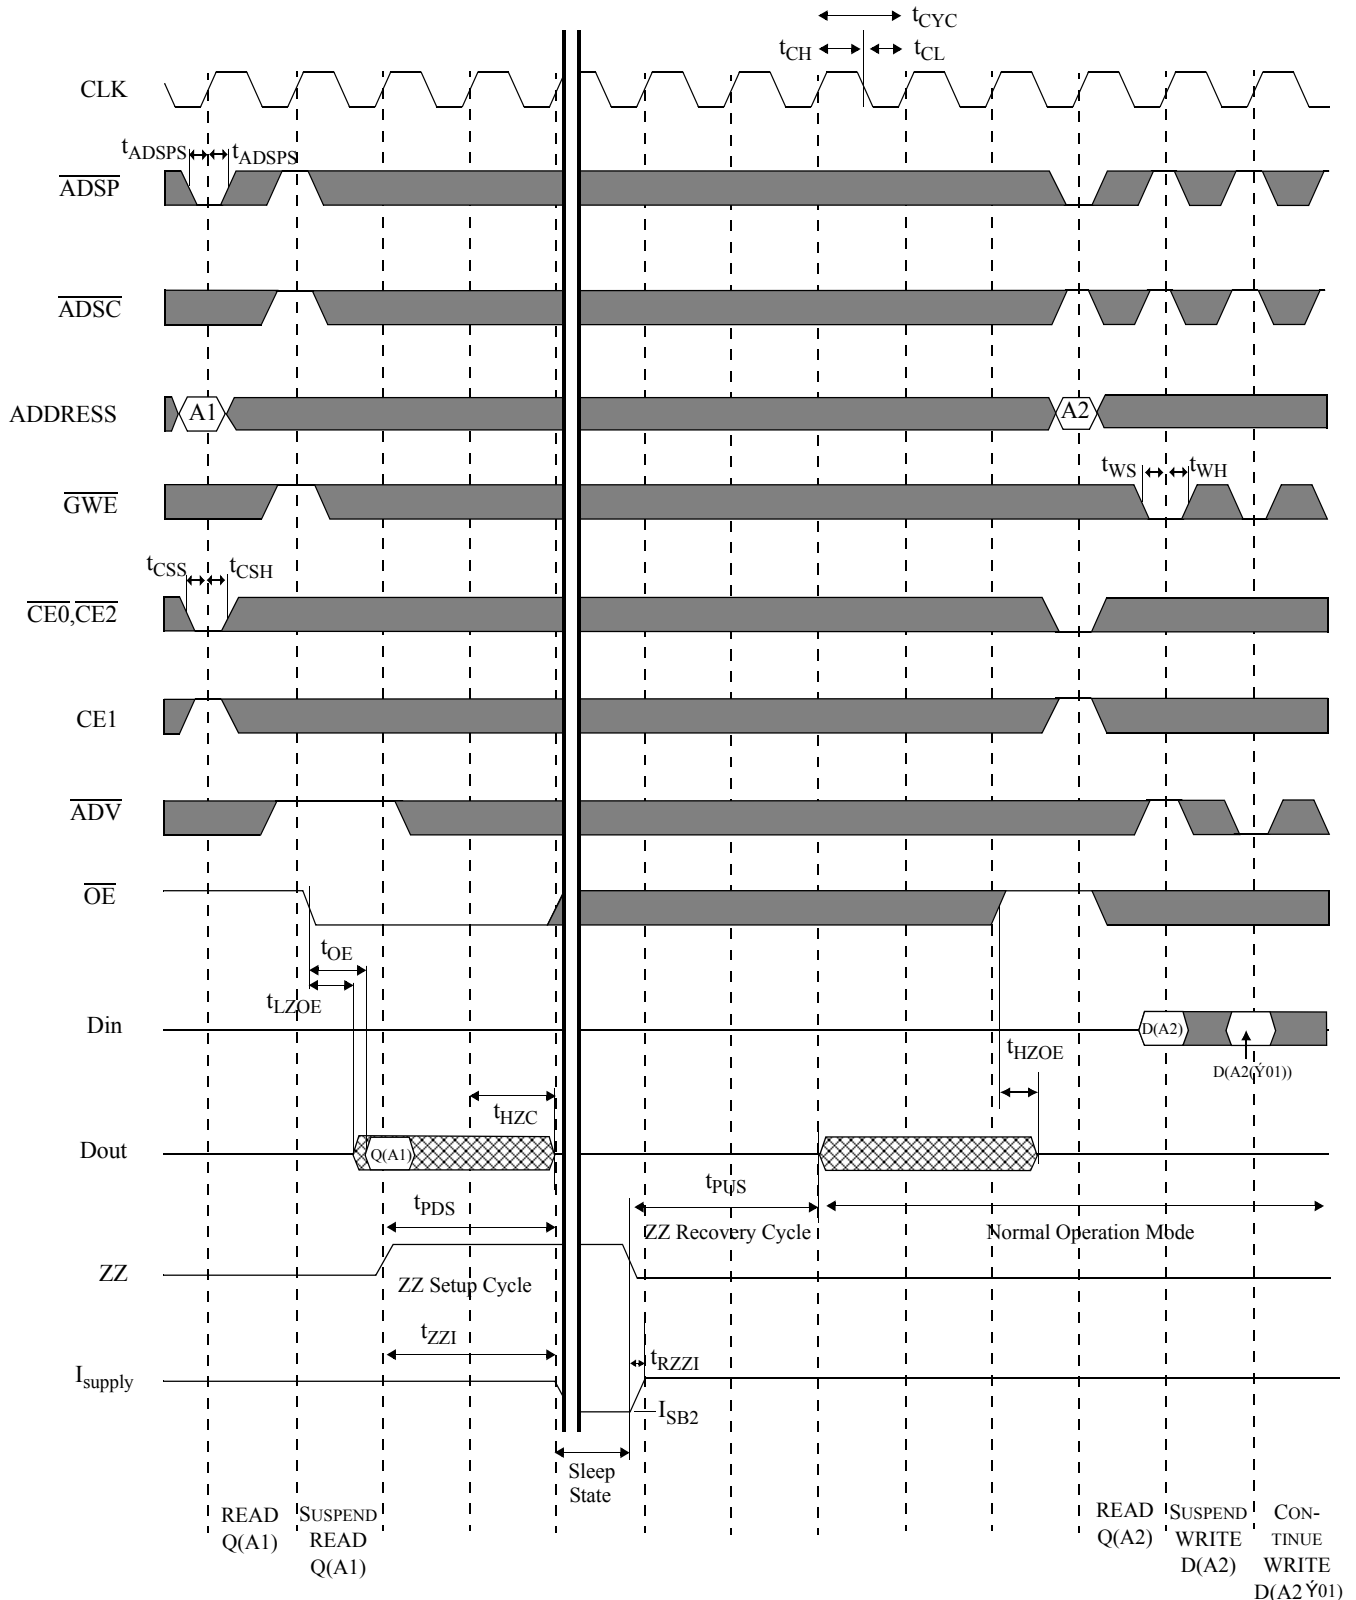 tCYC
tCH tCL
CLK
tADSPS tADSPS
ADSP
ADSC
ADDRESS A1 A2
tWS tWH
GWE
tCSS tCSH
CE0,CE2
CE1
ADV
OE
tOE
tLZOE
Din D(A2)
tHZOE
D(A2(Ý01))
tHZC
Dout Q(A1)
tPUS
tPDS
ZZ Recovery Cycle Normal Operation Mode
ZZ
ZZ Setup Cycle
tZZI
tRZZI
Isupply
ISB2
Sleep
State
READ
Q(A1)
SUSPEND
READ
Q(A1)
READ
Q(A2)
SUSPEND
WRITE
D(A2)
CON-
TINUE
WRITE
D(A2Ý01)